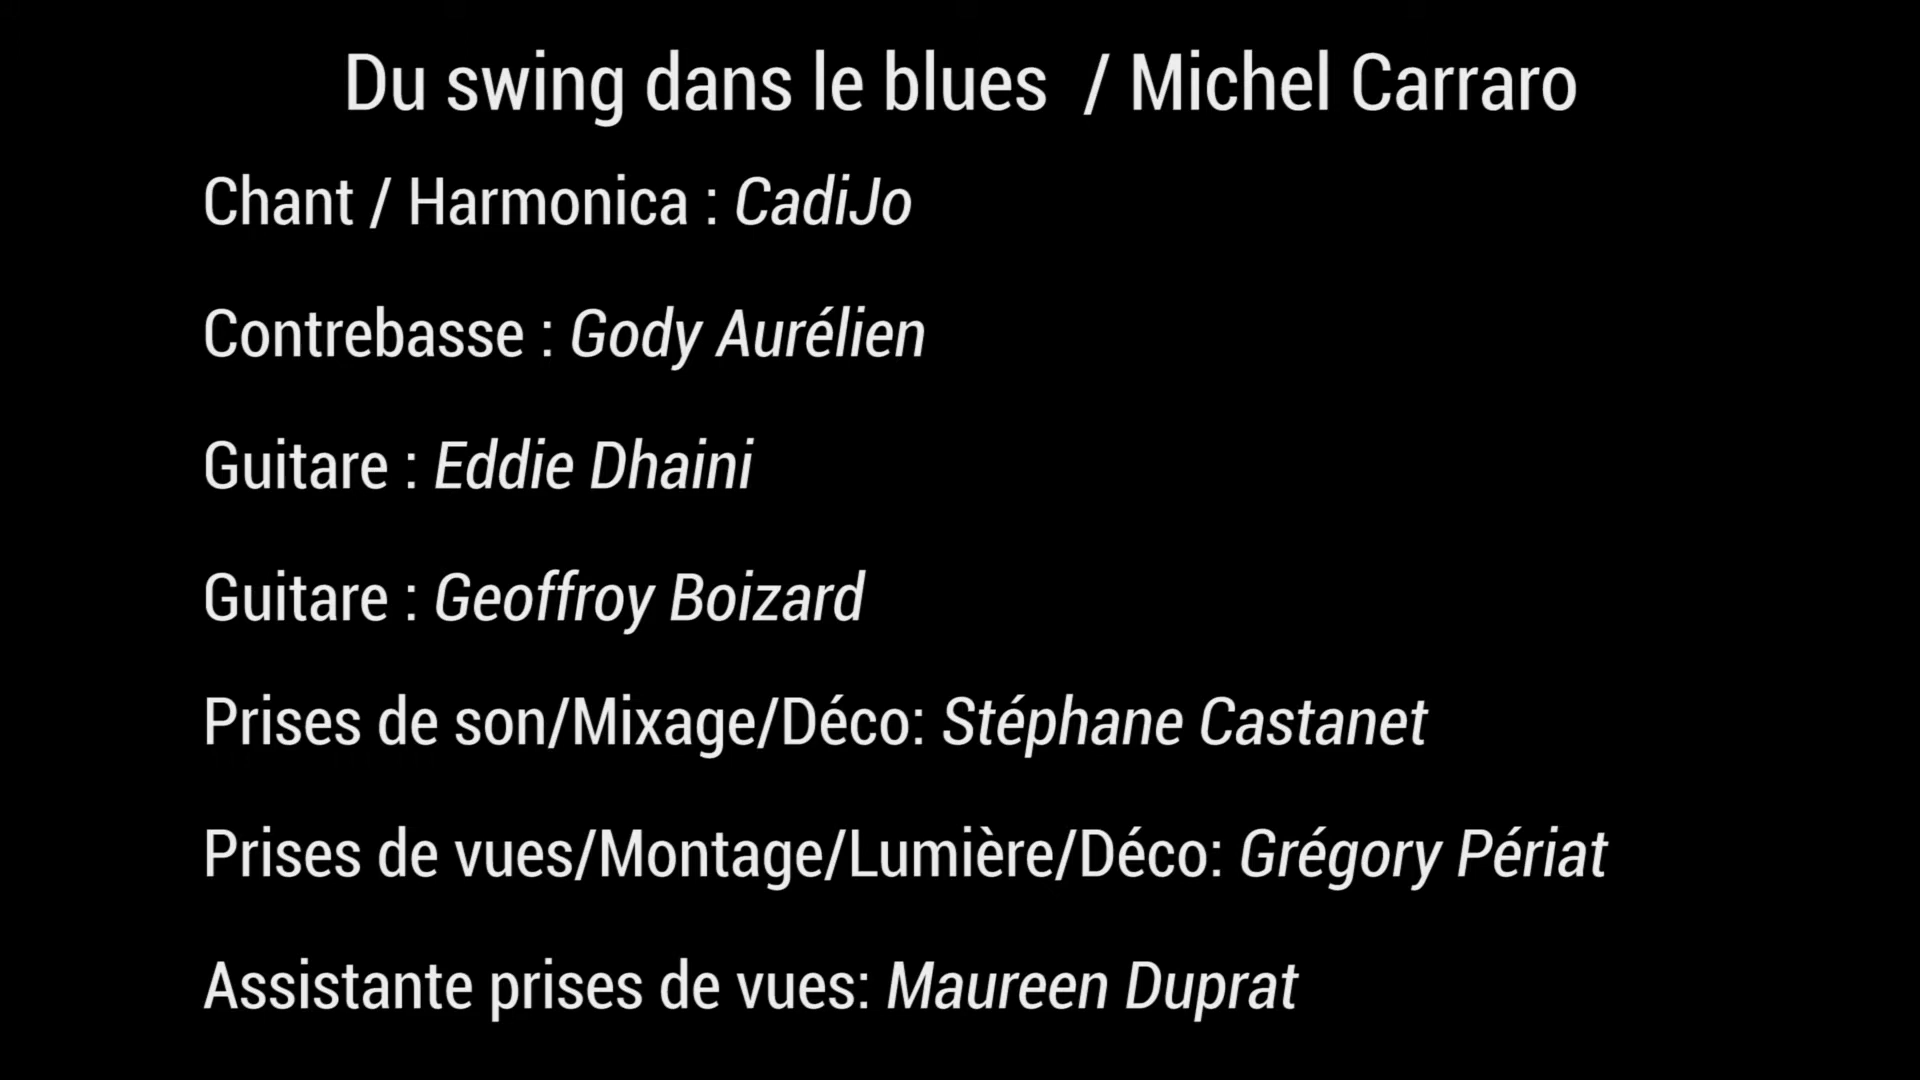 Du swing dans le blues / Michel Carraro
Chant / Harmonica : CadiJo
Contrebasse : Gody Aurélien
Guitare : Eddie Dhaini
Guitare : Geoffroy Boizard
Prises de son/Mixage/Déco: Stéphane Castanet
Prises de vues/Montage/Lumière/Déco: Grégory Périat
Assistante prises de vues: Maureen Duprat